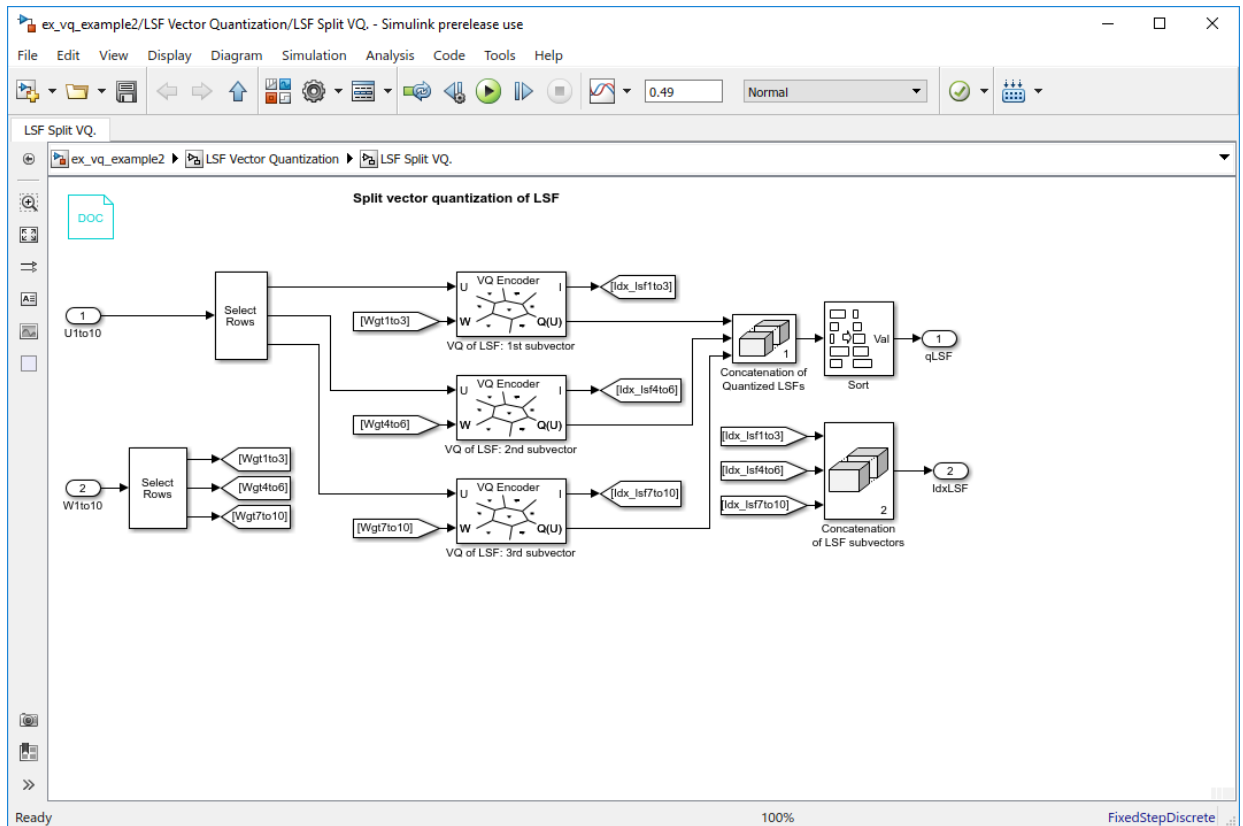 ex_vq_example2/LSF Vector Quantization/LSF Split VQ. - Simulink prerelease use
File Edit View Display Diagram Simulation Analysis Code Tools Help
0.49 Normal
LSF Split VQ.
ex_vq_example2 LSF Vector Quantization LSF Split VQ.
Split vector quantization of LSF
DOC
1
U1to10
Select
Rows
[Wgt1to3]
U VQ Encoder I
W Q(U)
VQ of LSF: 1st subvector
[Idx_lsf1to3]
[Wgt4to6]
U VQ Encoder I
W Q(U)
VQ of LSF: 2nd subvector
[Idx_lsf4to6]
[Wgt7to10]
U VQ Encoder I
W Q(U)
VQ of LSF: 3rd subvector
[Idx_lsf7to10]
1
Concatenation of
Quantized LSFs
Val
Sort
1
qLSF
2
W1to10
Select
Rows
[Wgt1to3]
[Wgt4to6]
[Wgt7to10]
[Idx_lsf1to3]
[Idx_lsf4to6]
[Idx_lsf7to10]
2
Concatenation
of LSF subvectors
2
IdxLSF
Ready 100% FixedStepDiscrete